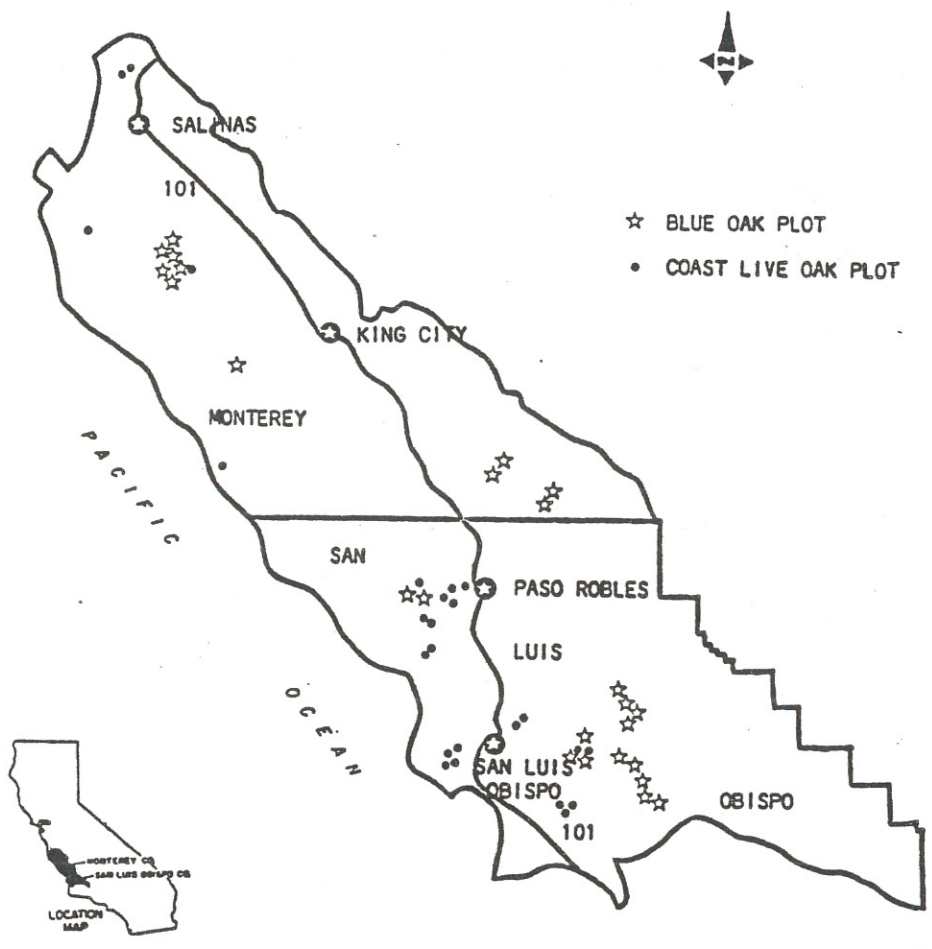 N
SALINAS
101
BLUE OAK PLOT
COAST LIVE OAK PLOT
KING CITY
MONTEREY
PACIFIC
SAN
PASO ROBLES
LUIS
OCEAN
SAN LUIS
OBISPO
OBISPO
101
MONTEREY CO.
SAN LUIS OBISPO CO.
LOCATION
MAP